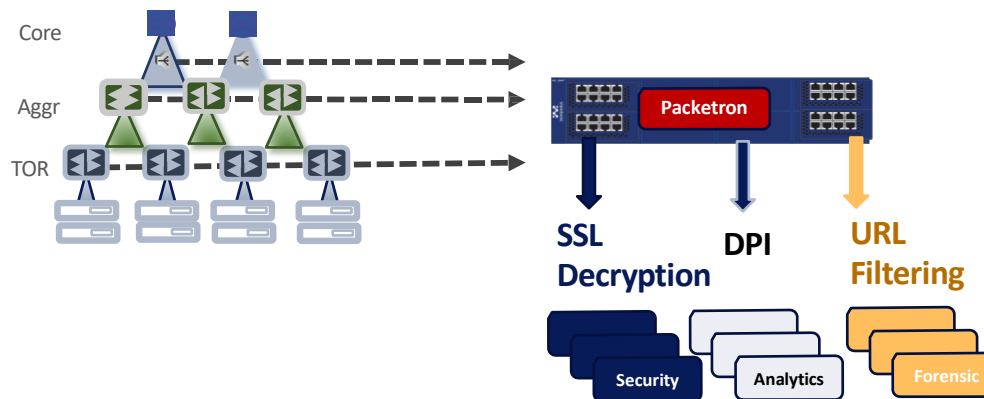 Core
Aggr
TOR
Packetron
SSL
Decryption
DPI
URL
Filtering
Security
Analytics
Forensic